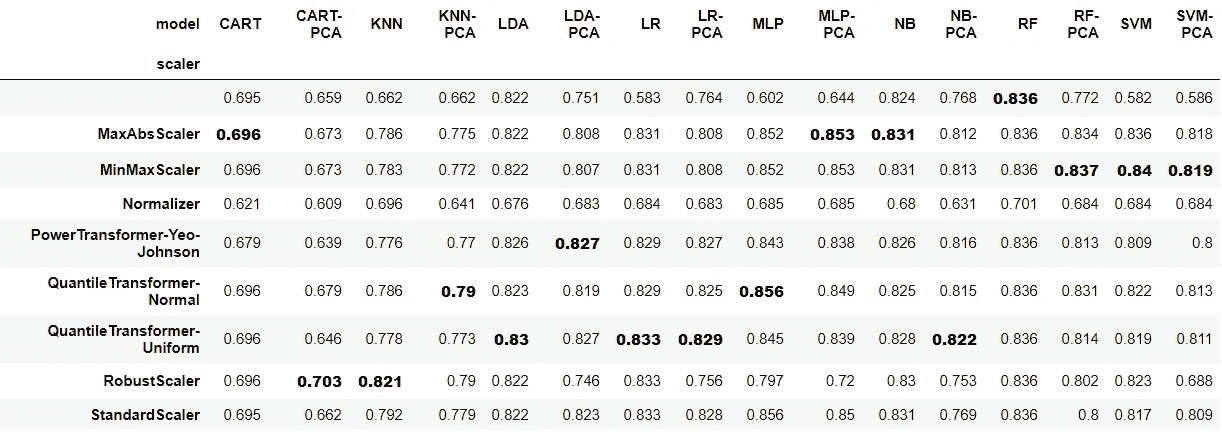 model CART CART-PCA KNN KNN-PCA LDA LDA-PCA LR LR-PCA MLP MLP-PCA NB NB-PCA RF RF-PCA SVM SVM-PCA
scaler
0.695 0.659 0.662 0.662 0.822 0.751 0.583 0.764 0.602 0.644 0.824 0.768 0.836 0.772 0.582 0.586
MaxAbsScaler 0.696 0.673 0.786 0.775 0.822 0.808 0.831 0.808 0.852 0.853 0.831 0.812 0.836 0.834 0.836 0.818
MinMaxScaler 0.696 0.673 0.783 0.772 0.822 0.807 0.831 0.808 0.852 0.853 0.831 0.813 0.836 0.837 0.84 0.819
Normalizer 0.621 0.609 0.696 0.641 0.676 0.683 0.684 0.683 0.685 0.685 0.68 0.631 0.701 0.684 0.684 0.684
PowerTransformer-Yeo-Johnson 0.679 0.639 0.776 0.77 0.826 0.827 0.829 0.827 0.843 0.838 0.826 0.816 0.836 0.813 0.809 0.8
QuantileTransformer-Normal 0.696 0.679 0.786 0.79 0.823 0.819 0.829 0.825 0.856 0.849 0.825 0.815 0.836 0.831 0.822 0.813
QuantileTransformer-Uniform 0.696 0.646 0.778 0.773 0.83 0.827 0.833 0.829 0.845 0.839 0.828 0.822 0.836 0.814 0.819 0.811
RobustScaler 0.696 0.703 0.821 0.79 0.822 0.746 0.833 0.756 0.797 0.72 0.83 0.753 0.836 0.802 0.823 0.688
StandardScaler 0.695 0.662 0.792 0.779 0.822 0.823 0.833 0.828 0.856 0.85 0.831 0.769 0.836 0.8 0.817 0.809